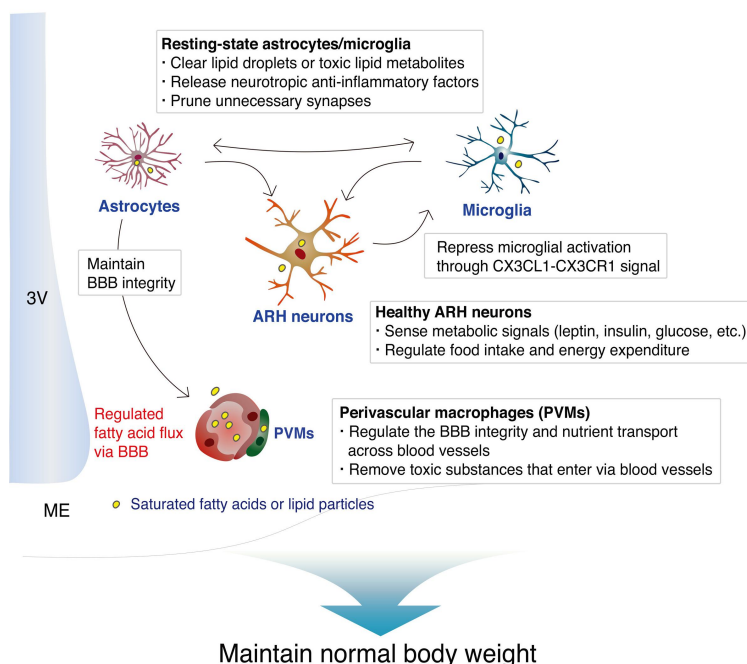 Resting-state astrocytes/microglia
· Clear lipid droplets or toxic lipid metabolites
· Release neurotropic anti-inflammatory factors
· Prune unnecessary synapses
Astrocytes
Microglia
Maintain
BBB integrity
Repress microglial activation
through CX3CL1-CX3CR1 signal
3V
ARH neurons
Healthy ARH neurons
· Sense metabolic signals (leptin, insulin, glucose, etc.)
· Regulate food intake and energy expenditure
Regulated
fatty acid flux
via BBB
PVMs
Perivascular macrophages (PVMs)
· Regulate the BBB integrity and nutrient transport
across blood vessels
· Remove toxic substances that enter via blood vessels
ME
Saturated fatty acids or lipid particles
Maintain normal body weight